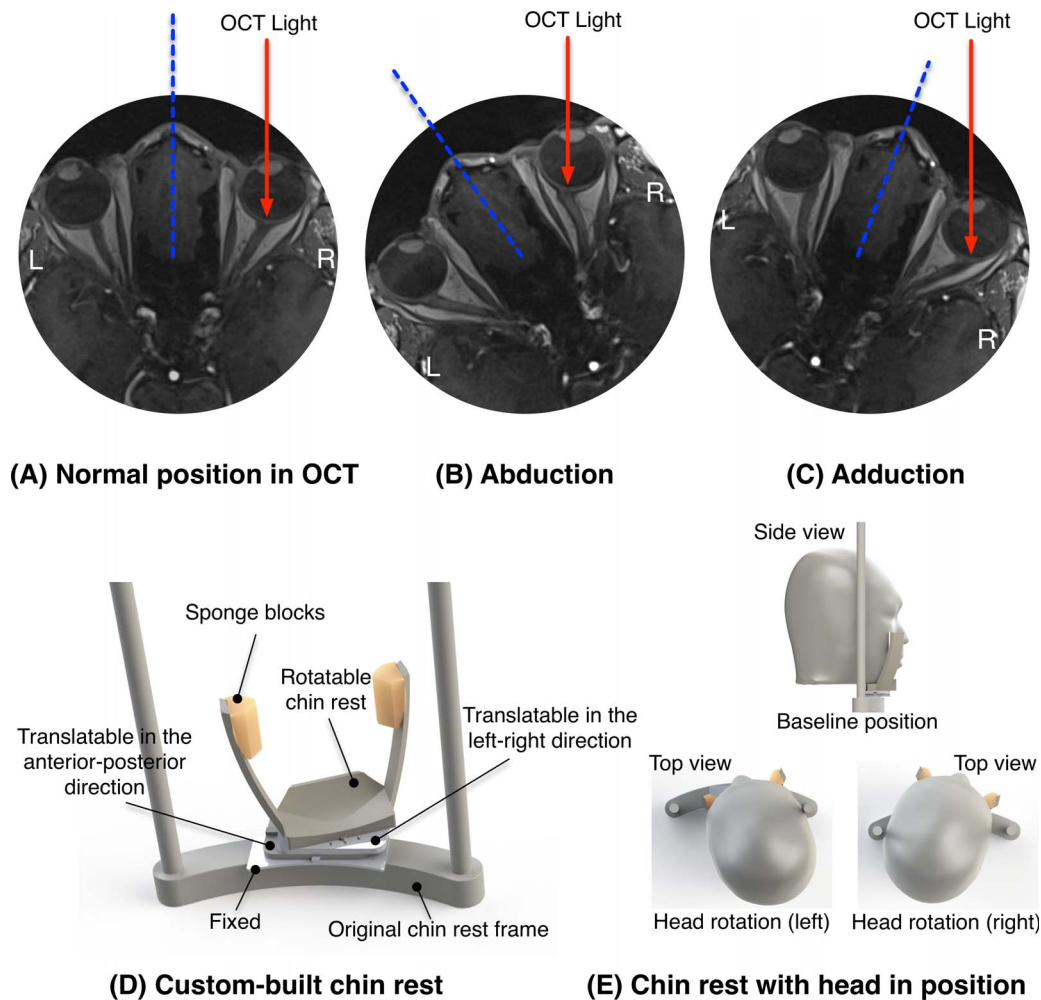 OCT Light
OCT Light
OCT Light
L
R
L
R
L
R
(A) Normal position in OCT
(B) Abduction
(C) Adduction
Side view
Sponge blocks
Rotatable
chin rest
Translatable in the
anterior-posterior
direction
Translatable in the
left-right direction
Fixed
Original chin rest frame
Baseline position
Top view
Top view
Head rotation (left)
Head rotation (right)
(D) Custom-built chin rest
(E) Chin rest with head in position